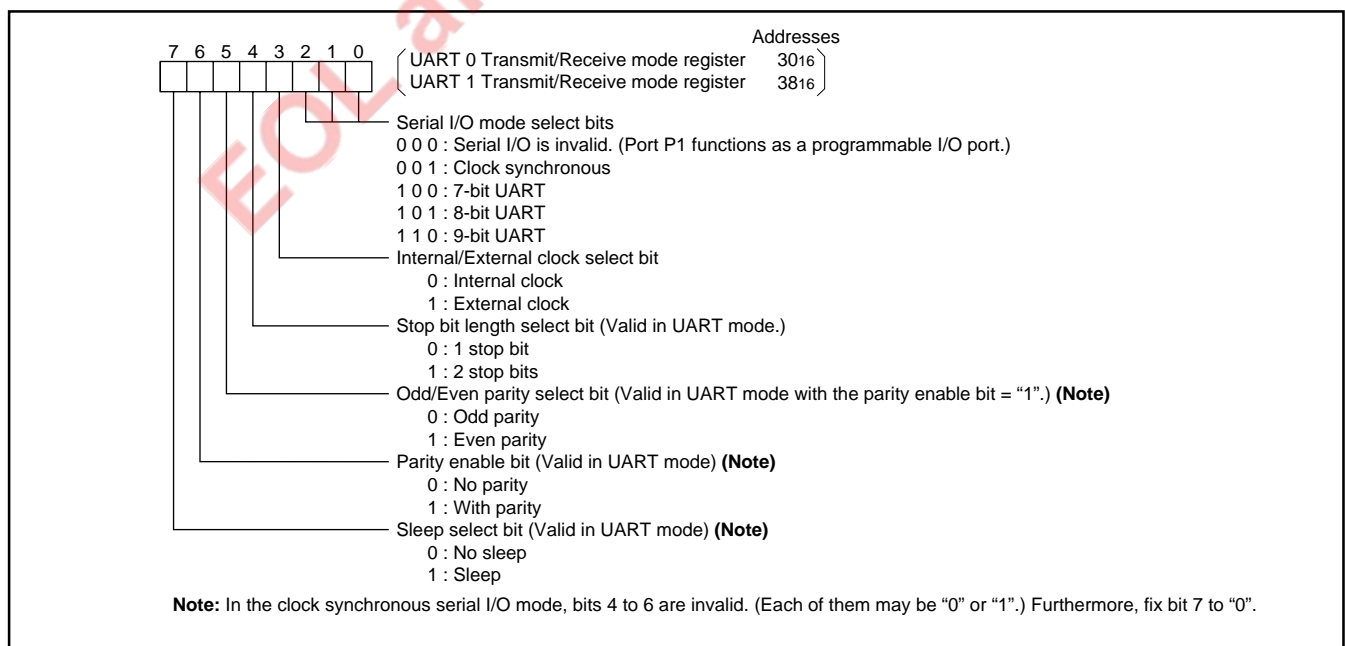 EOL a
Addresses
7 6 5 4 3 2 1 0
UART 0 Transmit/Receive mode register 3016
UART 1 Transmit/Receive mode register 3816
Serial I/O mode select bits
0 0 0 : Serial I/O is invalid. (Port P1 functions as a programmable I/O port.)
0 0 1 : Clock synchronous
1 0 0 : 7-bit UART
1 0 1 : 8-bit UART
1 1 0 : 9-bit UART
Internal/External clock select bit
0 : Internal clock
1 : External clock
Stop bit length select bit (Valid in UART mode.)
0 : 1 stop bit
1 : 2 stop bits
Odd/Even parity select bit (Valid in UART mode with the parity enable bit = “1”.) (Note)
0 : Odd parity
1 : Even parity
Parity enable bit (Valid in UART mode) (Note)
0 : No parity
1 : With parity
Sleep select bit (Valid in UART mode) (Note)
0 : No sleep
1 : Sleep
Note: In the clock synchronous serial I/O mode, bits 4 to 6 are invalid. (Each of them may be “0” or “1”.) Furthermore, fix bit 7 to “0”.